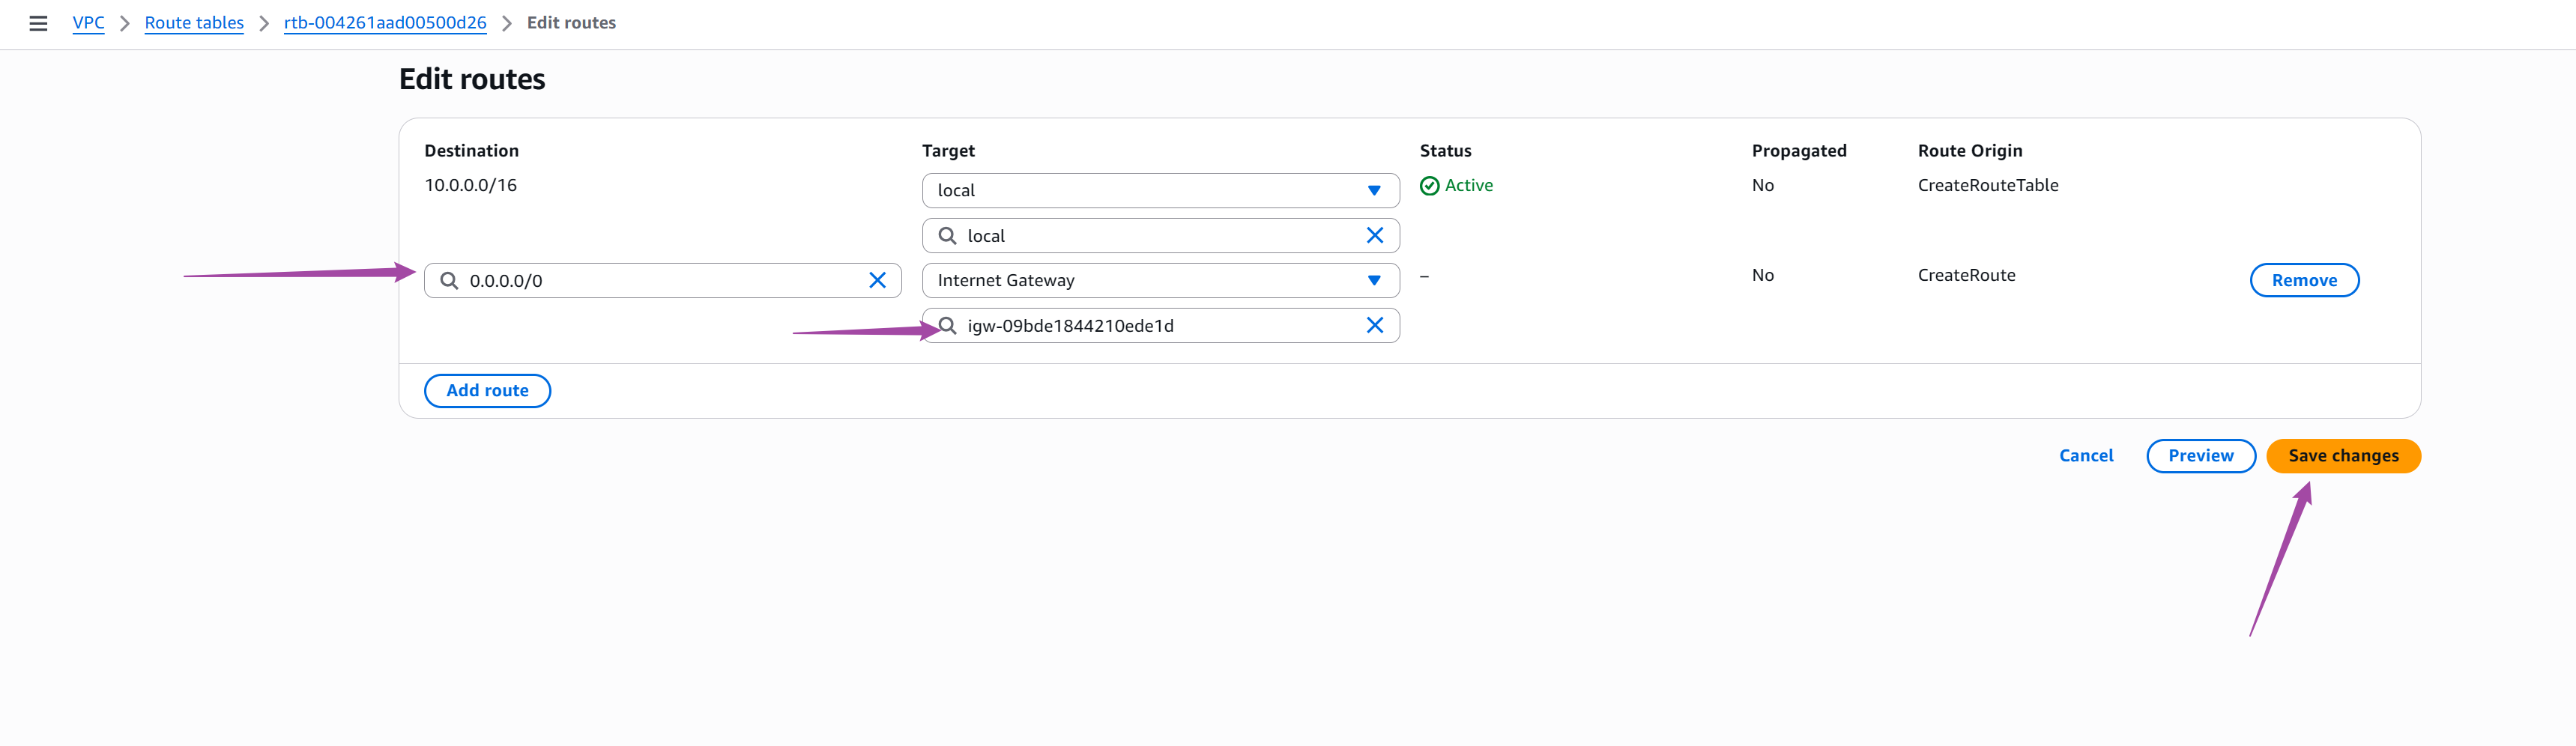 VPC > Route tables > rtb-004261aad00500d26 > Edit routes
Edit routes
Destination Target Status Propagated Route Origin
10.0.0.0/16 local Active No CreateRouteTable
local
0.0.0.0/0 Internet Gateway – No CreateRoute Remove
igw-09bde1844210ede1d
Add route
Cancel Preview Save changes